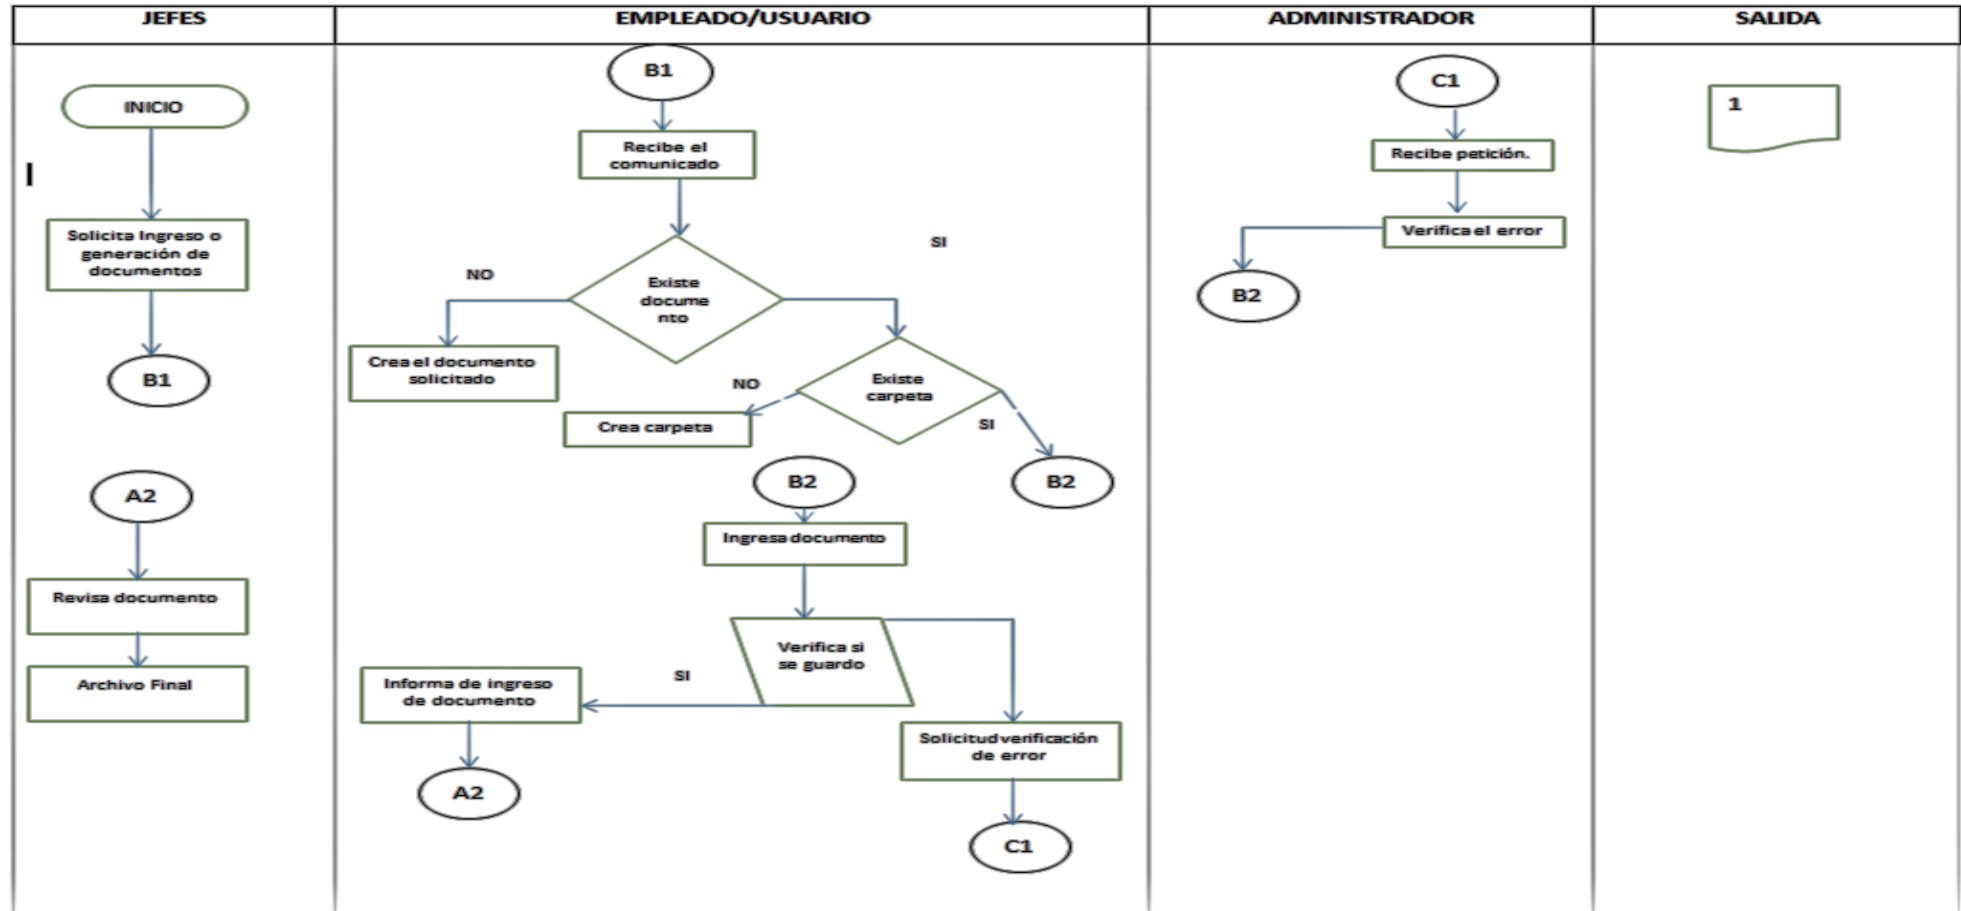 JEFES
EMPLEADO/USUARIO
ADMINISTRADOR
SALIDA
INICIO
Solicita Ingreso o
generación de
documentos
B1
A2
Revisa documento
Archivo Final
B1
Recibe el
comunicado
Existe
docume
nto
NO
SI
Crea el documento
solicitado
Existe
carpeta
NO
SI
Crea carpeta
B2
B2
Ingresa documento
Verifica si
se guardo
SI
Informa de ingreso
de documento
A2
Solicitud verificación
de error
C1
C1
Recibe petición.
Verifica el error
B2
1